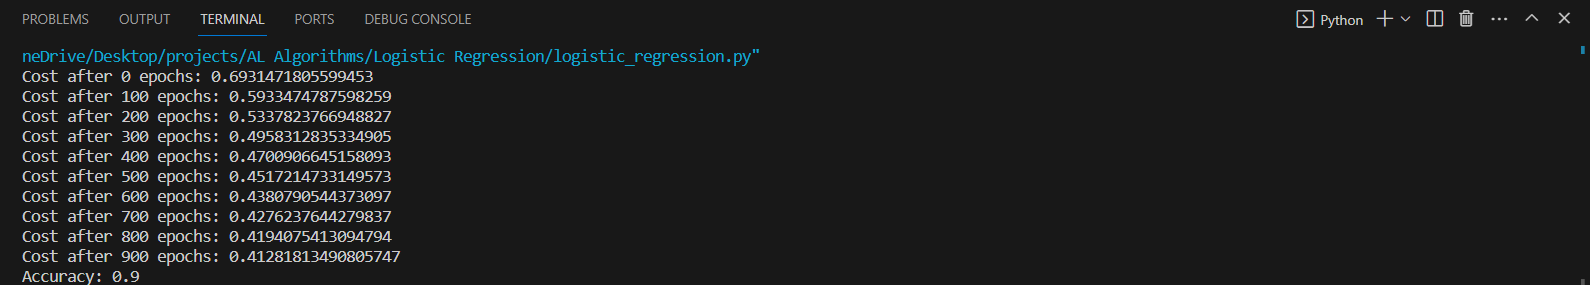 PROBLEMS OUTPUT TERMINAL PORTS DEBUG CONSOLE Python
neDrive/Desktop/projects/AL Algorithms/Logistic Regression/logistic_regression.py"
Cost after 0 epochs: 0.6931471805599453
Cost after 100 epochs: 0.5933474787598259
Cost after 200 epochs: 0.5337823766948827
Cost after 300 epochs: 0.4958312835334905
Cost after 400 epochs: 0.4700906645158093
Cost after 500 epochs: 0.4517214733149573
Cost after 600 epochs: 0.4380790544373097
Cost after 700 epochs: 0.4276237644279837
Cost after 800 epochs: 0.4194075413094794
Cost after 900 epochs: 0.41281813490805747
Accuracy: 0.9